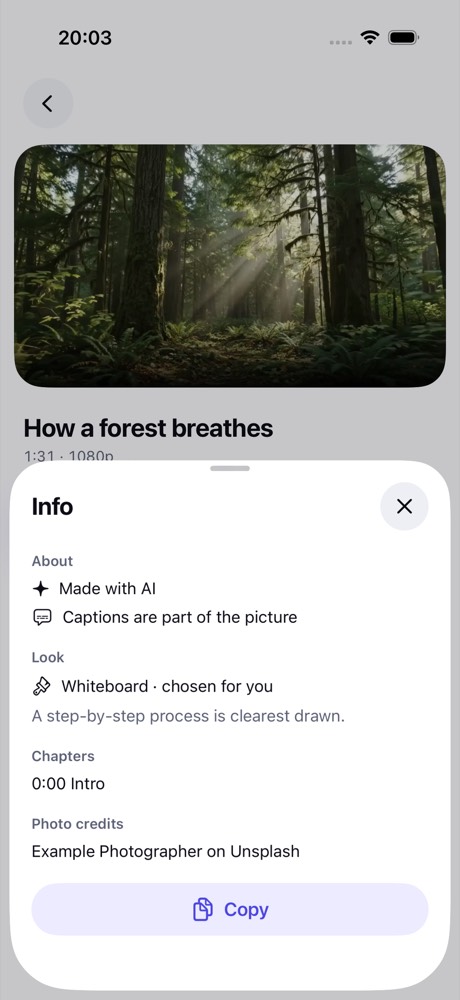 20:03
How a forest breathes
1:31 · 1080p
Info
About
Made with AI
Captions are part of the picture
Look
Whiteboard · chosen for you
A step-by-step process is clearest drawn.
Chapters
0:00 Intro
Photo credits
Example Photographer on Unsplash
Copy